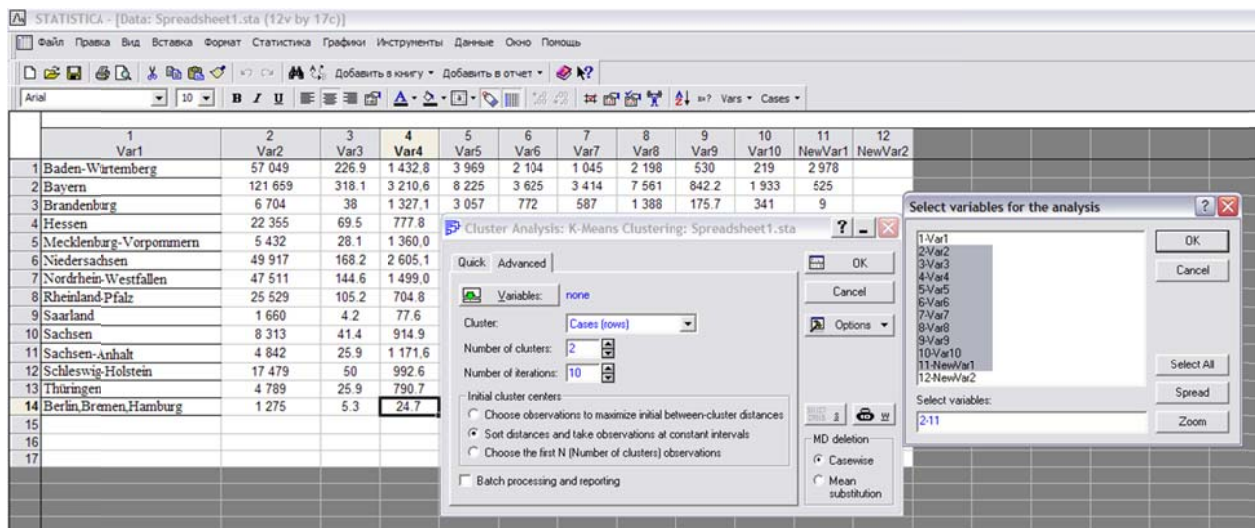 STATISTICA - [Data: Spreadsheet1.sta (12v by 17c)]
Файл Правка Вид Вставка Формат Статистика Графики Инструменты Данные Окно Помощь
Добавить в книгу Добавить в отчет
Arial 10 B I U Vars Cases
1 2 3 4 5 6 7 8 9 10 11 12
Var1 Var2 Var3 Var4 Var5 Var6 Var7 Var8 Var9 Var10 NewVar1 NewVar2
1 Baden-Würtemberg 57 049 226.9 1 432,8 3 969 2 104 1 045 2 198 530 219 2 978
2 Bayern 121 659 318.1 3 210,6 8 225 3 625 3 414 7 561 842.2 1 933 525
3 Brandenburg 6 704 38 1 327,1 3 057 772 587 1 388 175.7 341 9
4 Hessen 22 355 69.5 777.8
5 Mecklenburg-Vorpommern 5 432 28.1 1 360,0
6 Niedersachsen 49 917 168.2 2 605,1
7 Nordrhein-Westfallen 47 511 144.6 1 499,0
8 Rheinland-Pfalz 25 529 105.2 704.8
9 Saarland 1 660 4.2 77.6
10 Sachsen 8 313 41.4 914.9
11 Sachsen-Anhalt 4 842 25.9 1 171,6
12 Schleswig-Holstein 17 479 50 992.6
13 Thüringen 4 789 25.9 790.7
14 Berlin,Bremen,Hamburg 1 275 5.3 24.7
15
16
17
Cluster Analysis: K-Means Clustering: Spreadsheet1.sta
Quick Advanced
OK
Variables: none
Cancel
Cluster: Cases (rows)
Options
Number of clusters: 2
Number of iterations: 10
Initial cluster centers
Choose observations to maximize initial between-cluster distances
Sort distances and take observations at constant intervals
Choose the first N (Number of clusters) observations
Batch processing and reporting
MD deletion
Casewise
Mean
substitution
Select variables for the analysis
1-Var1
2-Var2
3-Var3
4-Var4
5-Var5
6-Var6
7-Var7
8-Var8
9-Var9
10-Var10
11-NewVar1
12-NewVar2
Select variables:
2-11
OK
Cancel
Select All
Spread
Zoom